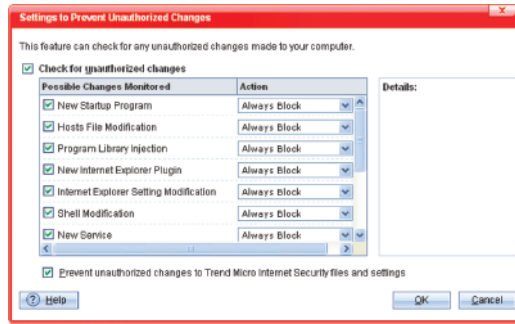 Settings to Prevent Unauthorized Changes
This feature can check for any unauthorized changes made to your computer.
Check for unauthorized changes
Possible Changes Monitored Action Details:
New Startup Program Always Block
Hosts File Modification Always Block
Program Library Injection Always Block
New Internet Explorer Plugin Always Block
Internet Explorer Setting Modification Always Block
Shell Modification Always Block
New Service Always Block
Prevent unauthorized changes to Trend Micro Internet Security files and settings
? Help OK Cancel